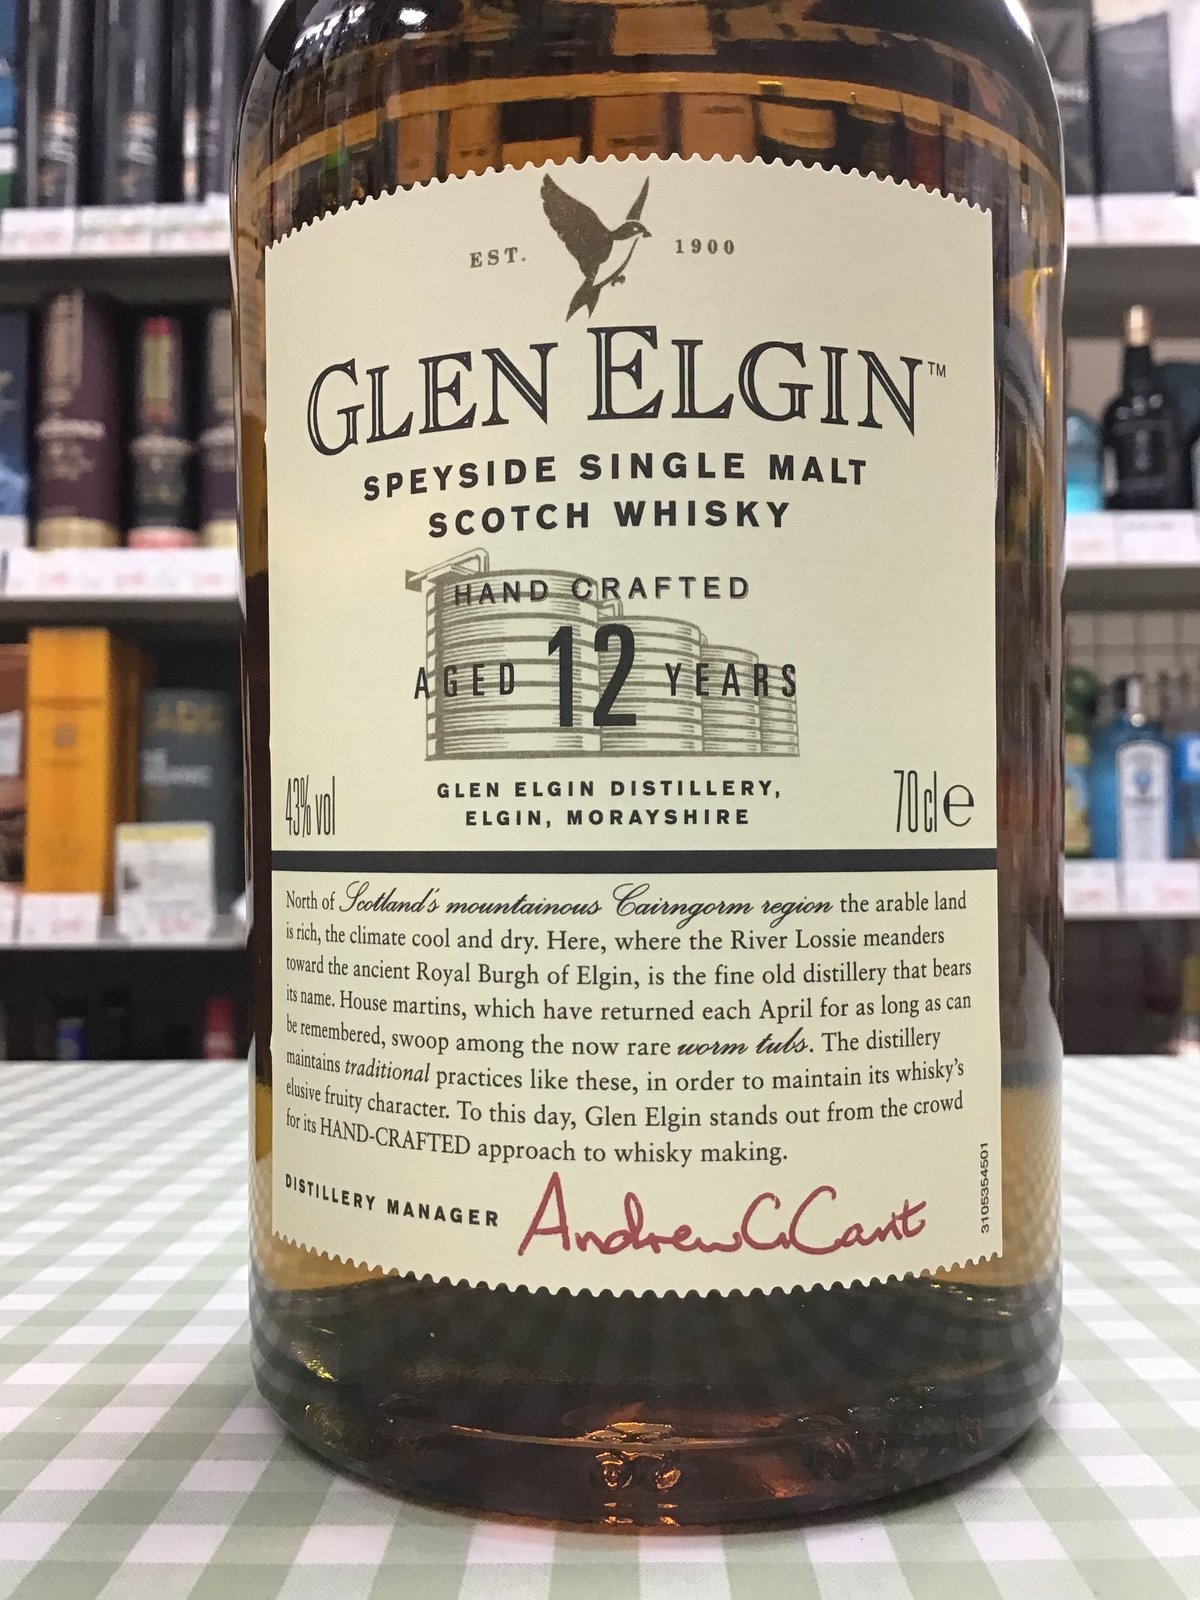 EST. 1900
GLEN ELGIN™
SPEYSIDE SINGLE MALT
SCOTCH WHISKY
HAND CRAFTED
AGED 12 YEARS
43% vol
GLEN ELGIN DISTILLERY,
ELGIN, MORAYSHIRE
70cl e
North of Scotland's mountainous Cairngorm region the arable land
is rich, the climate cool and dry. Here, where the River Lossie meanders
toward the ancient Royal Burgh of Elgin, is the fine old distillery that bears
its name. House martins, which have returned each April for as long as can
be remembered, swoop among the now rare worm tubs. The distillery
maintains traditional practices like these, in order to maintain its whisky's
elusive fruity character. To this day, Glen Elgin stands out from the crowd
for its HAND-CRAFTED approach to whisky making.
DISTILLERY MANAGER Andrew C Cant
3105354501